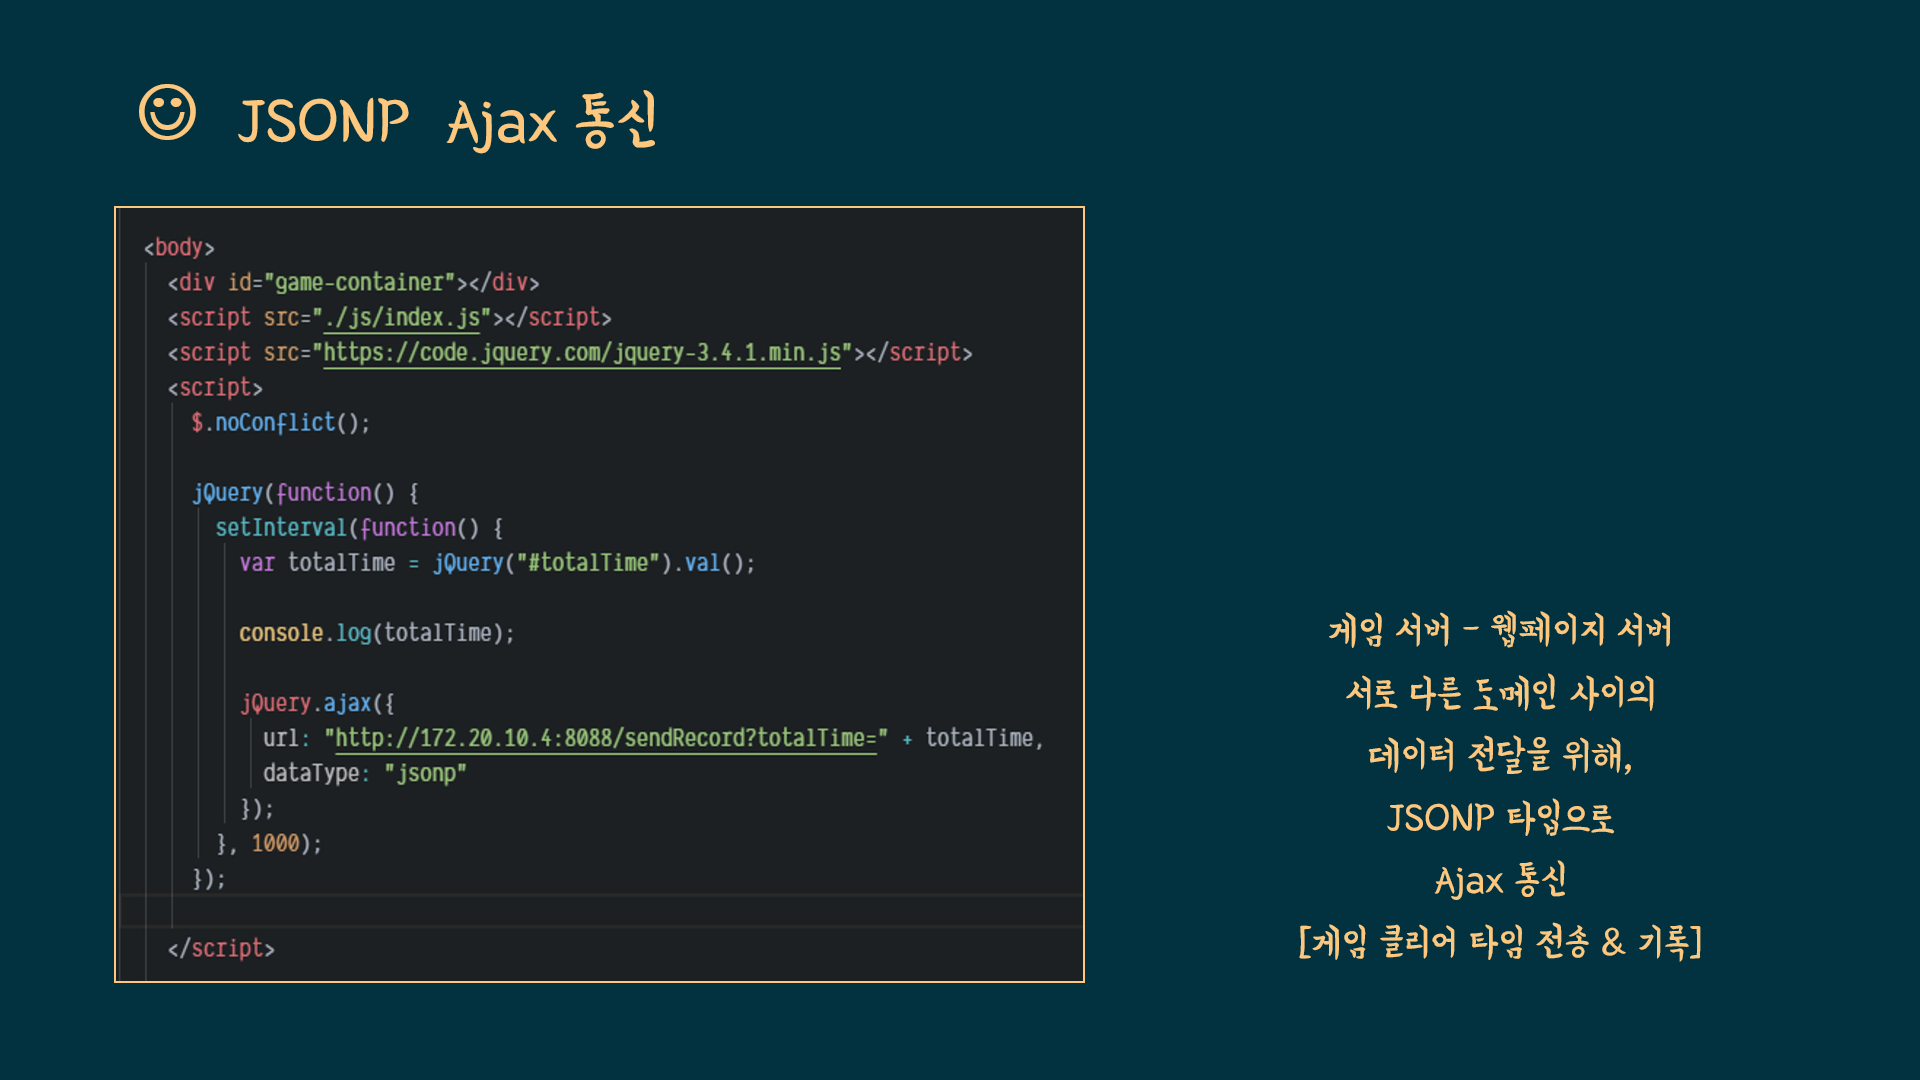 JSONP Ajax 통신
<body>
<div id="game-container"></div>
<script src="./js/index.js"></script>
<script src="https://code.jquery.com/jquery-3.4.1.min.js"></script>
<script>
$.noConflict();
jQuery(function() {
setInterval(function() {
var totalTime = jQuery("#totalTime").val();
console.log(totalTime);
jQuery.ajax({
url: "http://172.20.10.4:8088/sendRecord?totalTime=" + totalTime,
dataType: "jsonp"
});
}, 1000);
});
</script>
게임 서버 - 웹페이지 서버
서로 다른 도메인 사이의
데이터 전달을 위해,
JSONP 타입으로
Ajax 통신
[게임 클리어 타임 전송 & 기록]